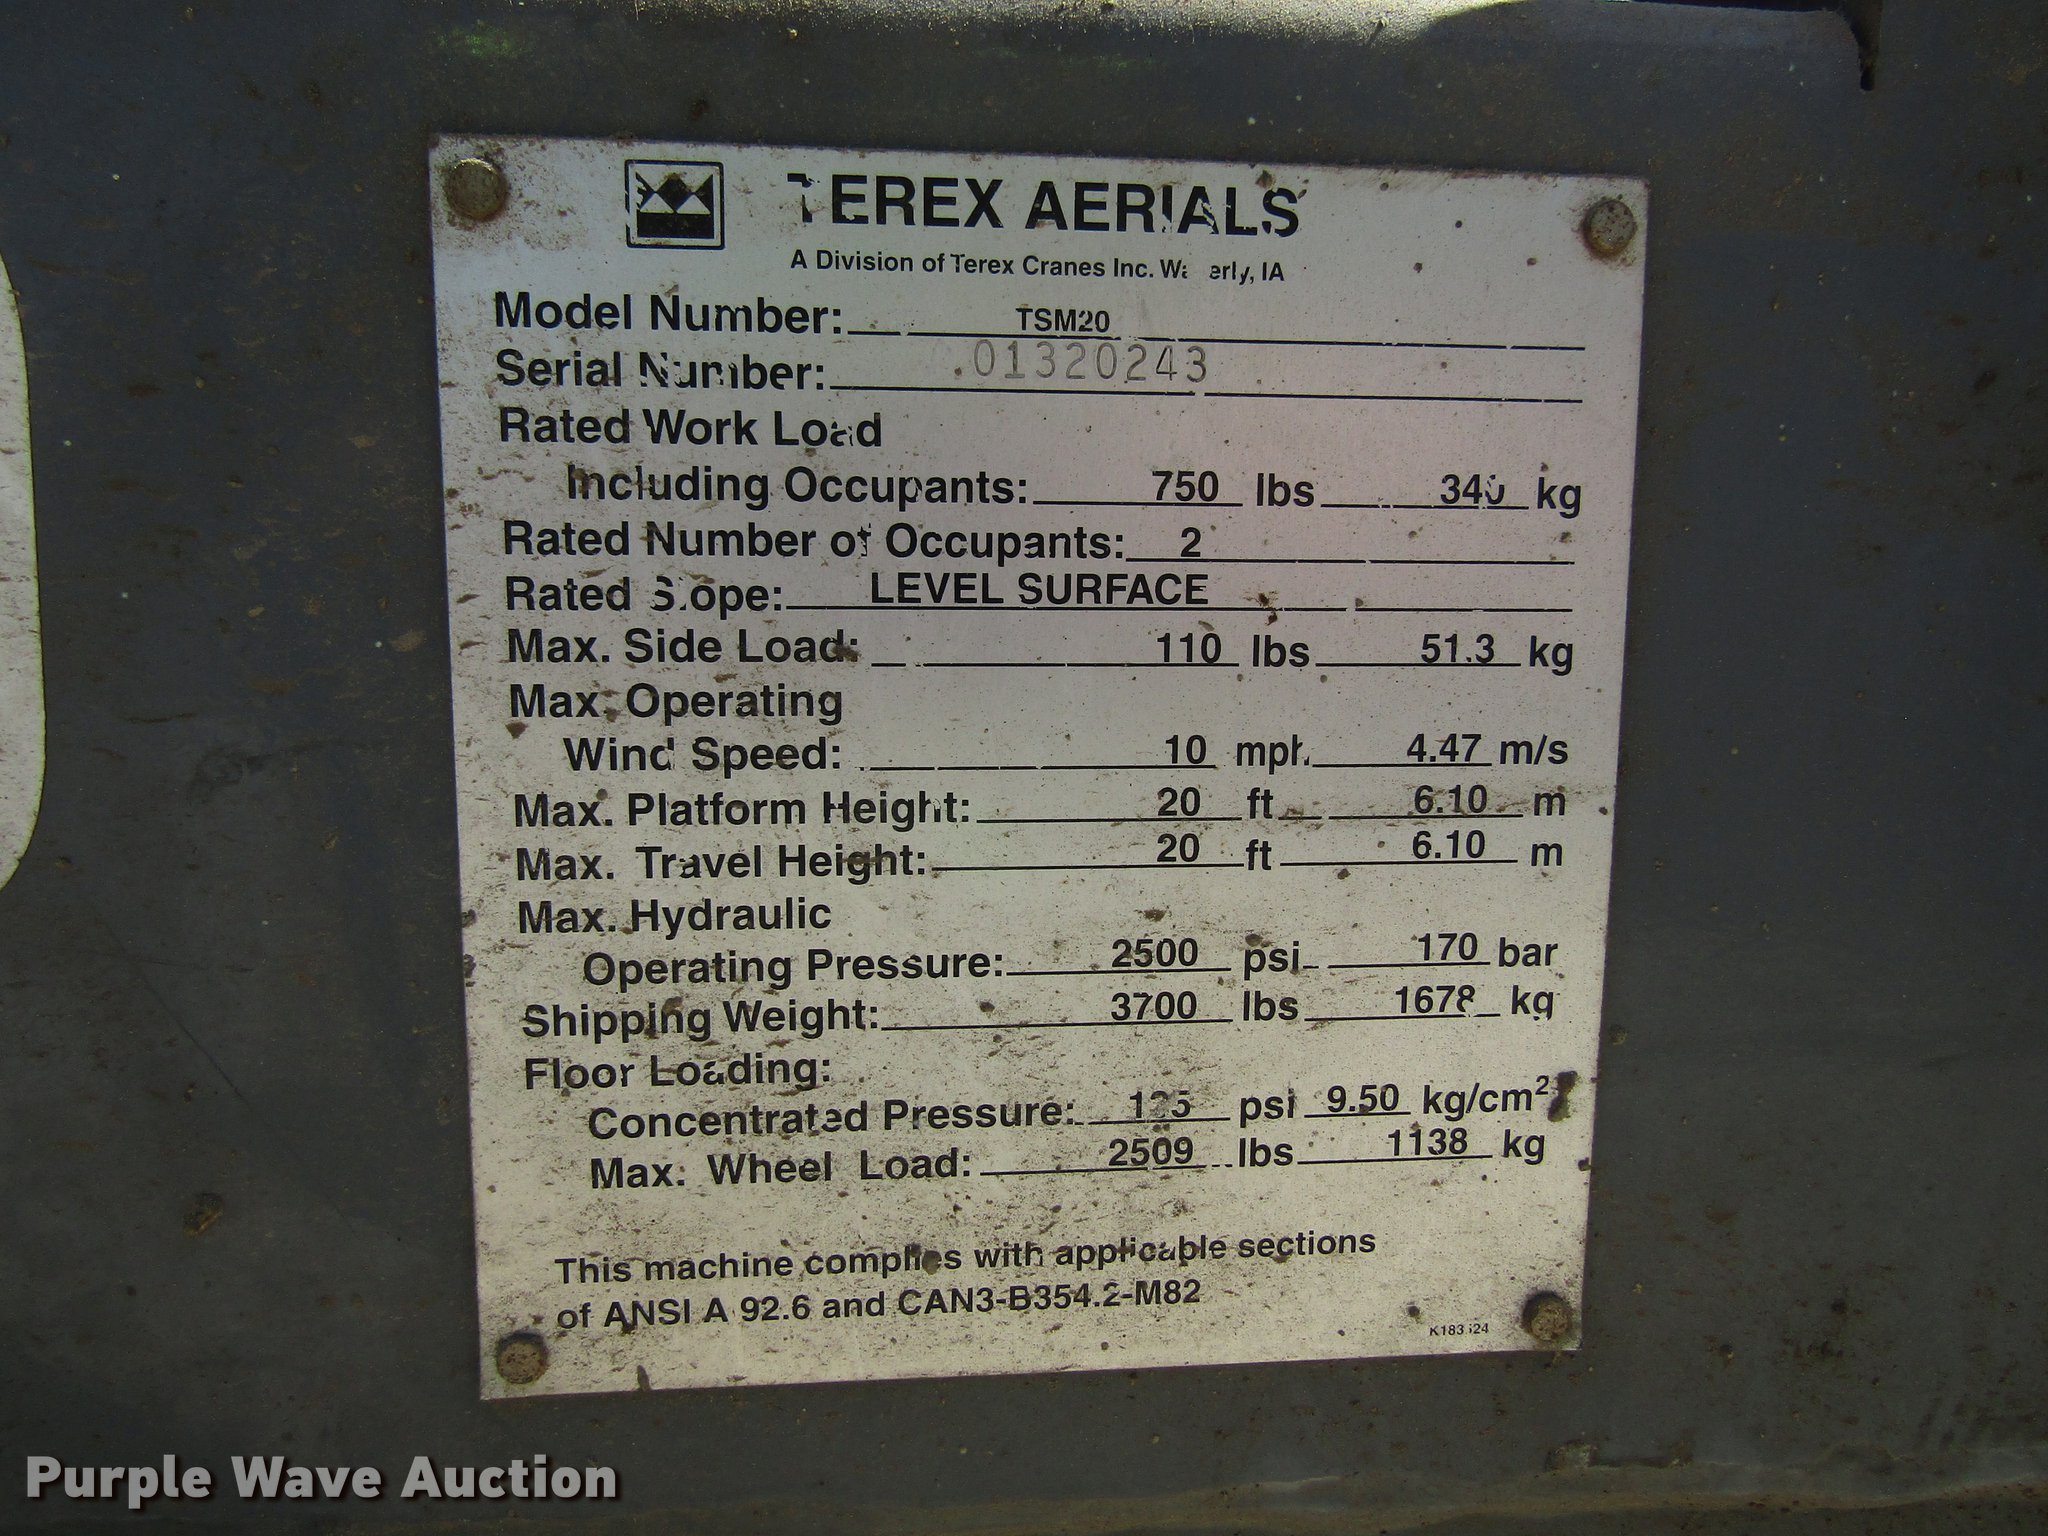 TEREX AERIALS
A Division of Terex Cranes Inc. Waverly, IA
Model Number: TSM20
Serial Number: 01320243
Rated Work Load
Including Occupants: 750 lbs 340 kg
Rated Number of Occupants: 2
Rated Slope: LEVEL SURFACE
Max. Side Load: 110 lbs 51.3 kg
Max. Operating
Wind Speed: 10 mph 4.47 m/s
Max. Platform Height: 20 ft 6.10 m
Max. Travel Height: 20 ft 6.10 m
Max. Hydraulic
Operating Pressure: 2500 psi 170 bar
Shipping Weight: 3700 lbs 1678 kg
Floor Loading:
Concentrated Pressure: psi 9.50 kg/cm²
Max. Wheel Load: 2509 lbs 1138 kg
This machine complies with applicable sections
of ANSI A 92.6 and CAN3-B354.2-M82
Purple Wave Auction